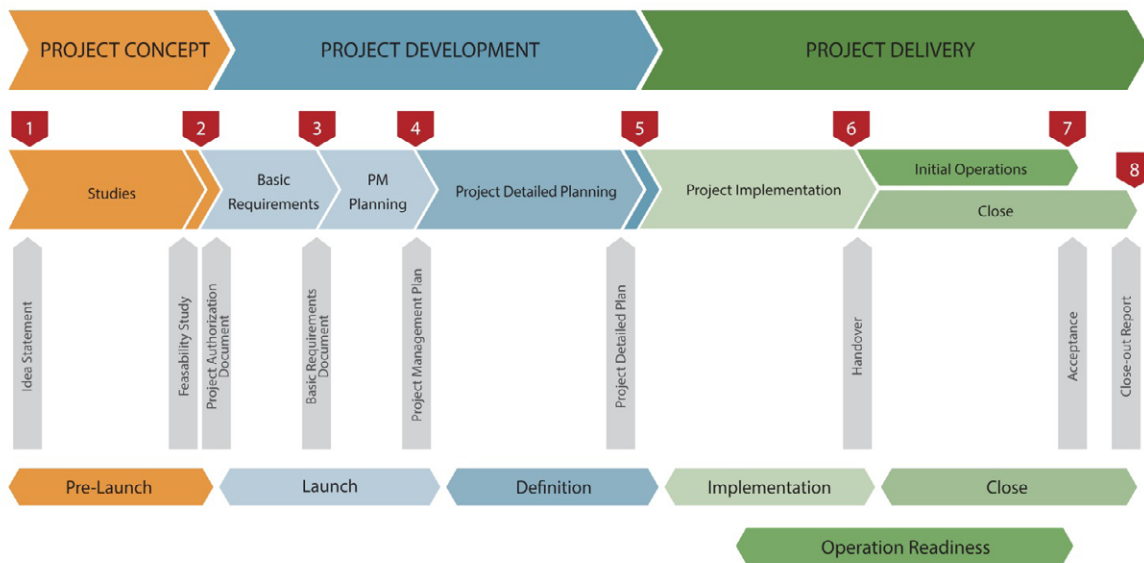 PROJECT CONCEPT
PROJECT DEVELOPMENT
PROJECT DELIVERY
1
2
3
4
5
6
7
8
Studies
Basic
Requirements
PM
Planning
Project Detailed Planning
Project Implementation
Initial Operations
Close
Idea Statement
Feasability Study
Project Authorization
Document
Basic Requirements
Document
Project Management Plan
Project Detailed Plan
Handover
Acceptance
Close-out Report
Pre-Launch
Launch
Definition
Implementation
Close
Operation Readiness